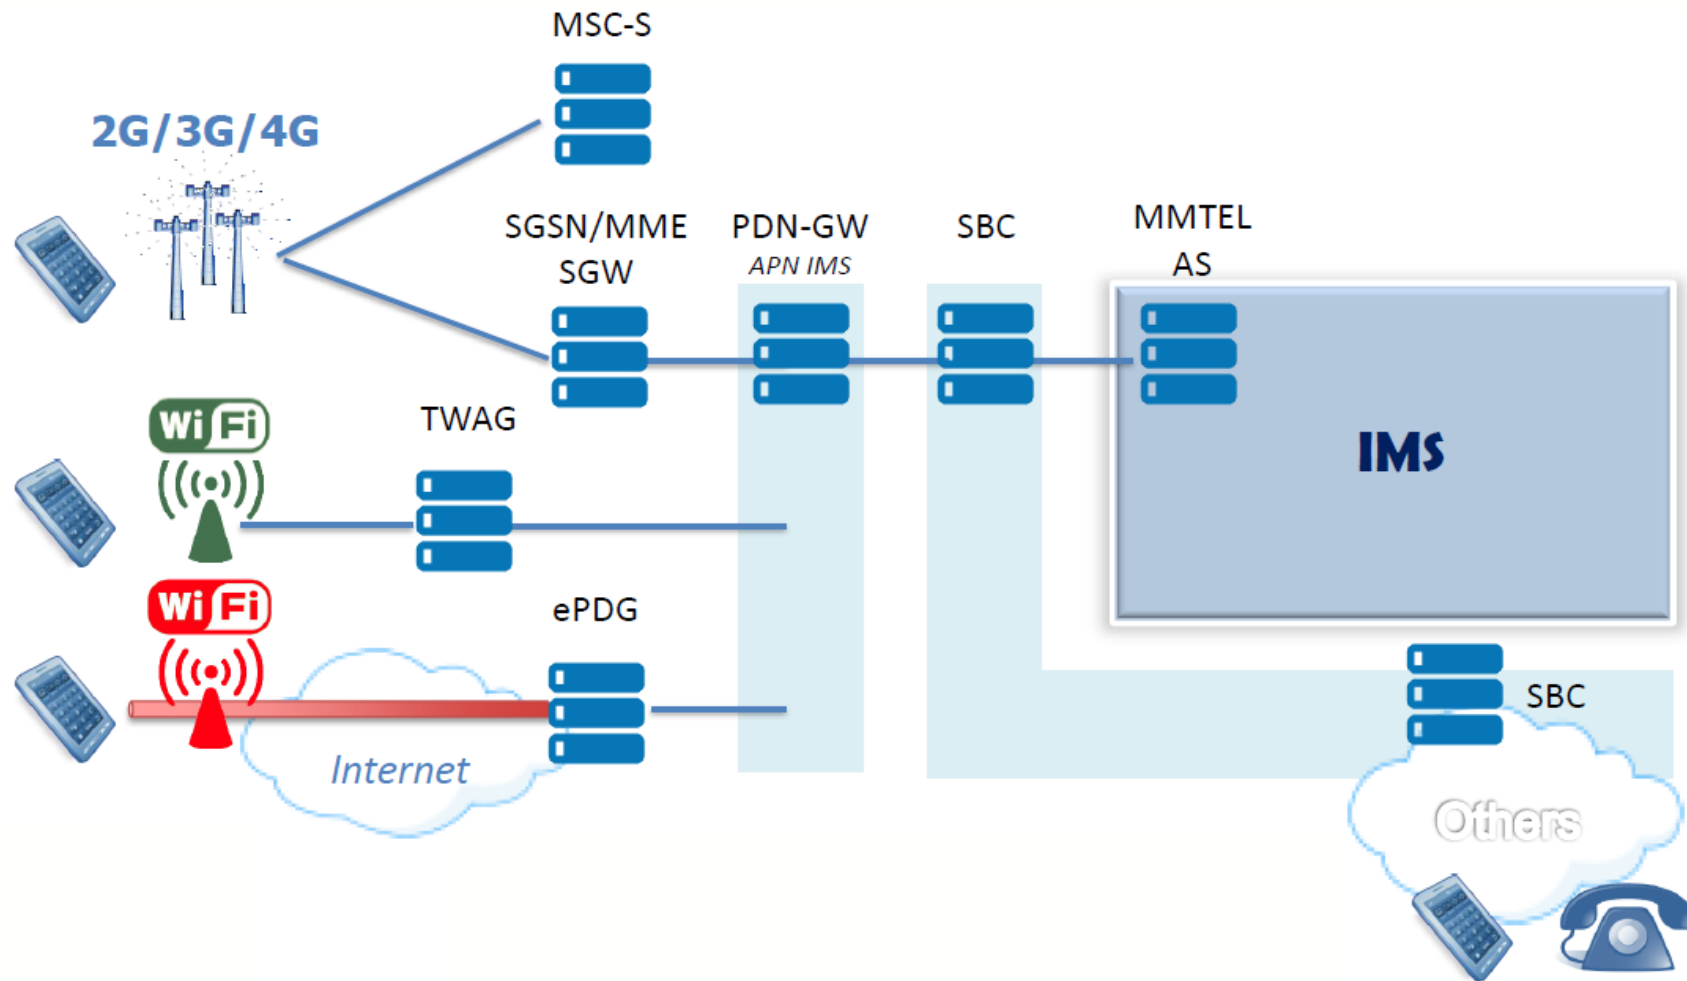 MSC-S
2G/3G/4G
SGSN/MME
SGW
PDN-GW
APN IMS
SBC
MMTEL
AS
IMS
Wi Fi
TWAG
Wi Fi
ePDG
Internet
SBC
Others